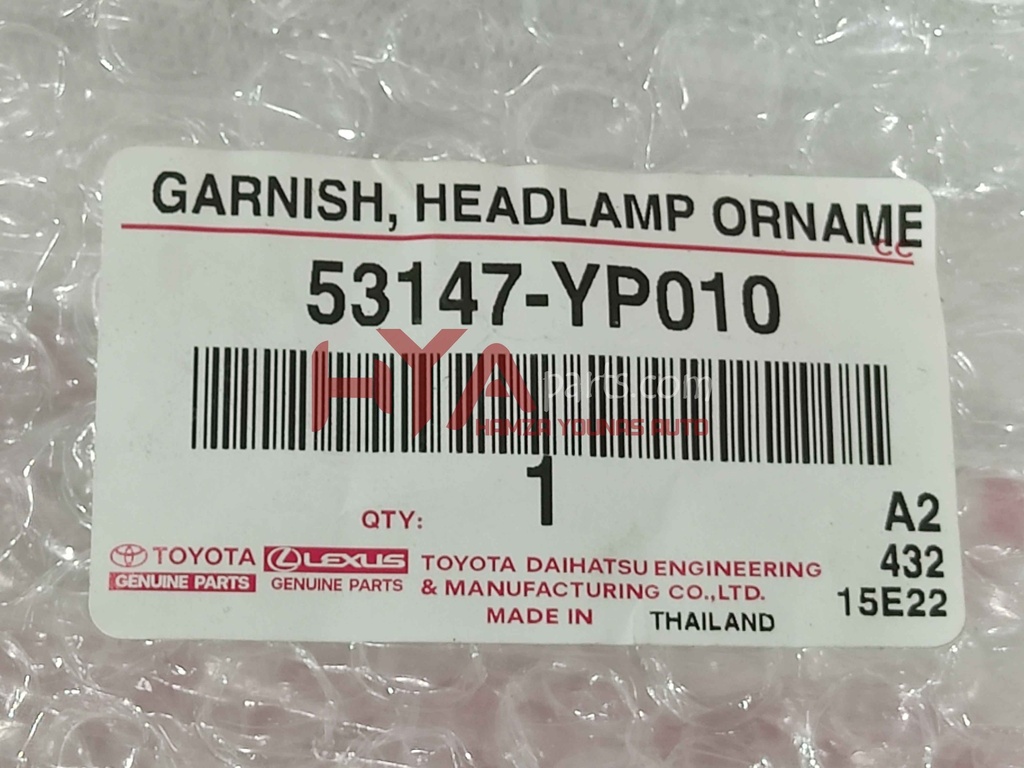 GARNISH, HEADLAMP ORNAME
CC
53147-YP010
HYA parts.com
HAMZA YOUNAS AUTO
1
QTY:
A2
TOYOTA LEXUS TOYOTA DAIHATSU ENGINEERING 432
GENUINE PARTS GENUINE PARTS & MANUFACTURING CO.,LTD. 15E22
MADE IN THAILAND